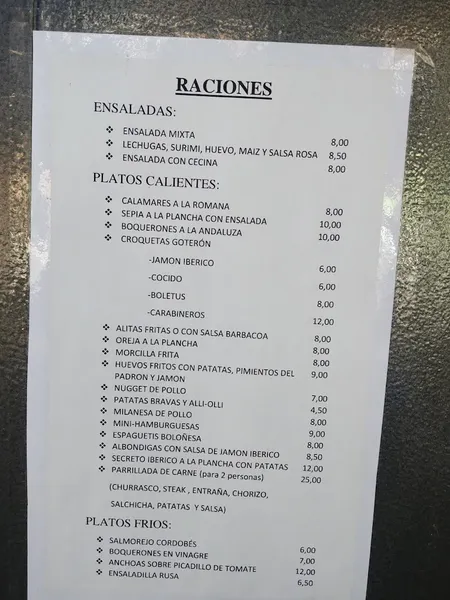 RACIONES
ENSALADAS:
❖ ENSALADA MIXTA 8,00
❖ LECHUGAS, SURIMI, HUEVO, MAIZ Y SALSA ROSA 8,50
❖ ENSALADA CON CECINA 8,00
PLATOS CALIENTES:
❖ CALAMARES A LA ROMANA 8,00
❖ SEPIA A LA PLANCHA CON ENSALADA 10,00
❖ BOQUERONES A LA ANDALUZA 10,00
❖ CROQUETAS GOTERÓN
-JAMON IBERICO 6,00
-COCIDO 6,00
-BOLETUS 8,00
-CARABINEROS 12,00
❖ ALITAS FRITAS O CON SALSA BARBACOA 8,00
❖ OREJA A LA PLANCHA 8,00
❖ MORCILLA FRITA 8,00
❖ HUEVOS FRITOS CON PATATAS, PIMIENTOS DEL 9,00
PADRON Y JAMON
❖ NUGGET DE POLLO 7,00
❖ PATATAS BRAVAS Y ALLI-OLLI 4,50
❖ MILANESA DE POLLO 8,00
❖ MINI-HAMBURGUESAS 9,00
❖ ESPAGUETIS BOLOÑESA 8,00
❖ ALBONDIGAS CON SALSA DE JAMON IBERICO 8,50
❖ SECRETO IBERICO A LA PLANCHA CON PATATAS 12,00
❖ PARRILLADA DE CARNE (para 2 personas) 25,00
(CHURRASCO, STEAK , ENTRAÑA, CHORIZO,
SALCHICHA, PATATAS Y SALSA)
PLATOS FRIOS:
❖ SALMOREJO CORDOBÉS 6,00
❖ BOQUERONES EN VINAGRE 7,00
❖ ANCHOAS SOBRE PICADILLO DE TOMATE 12,00
❖ ENSALADILLA RUSA 6,50